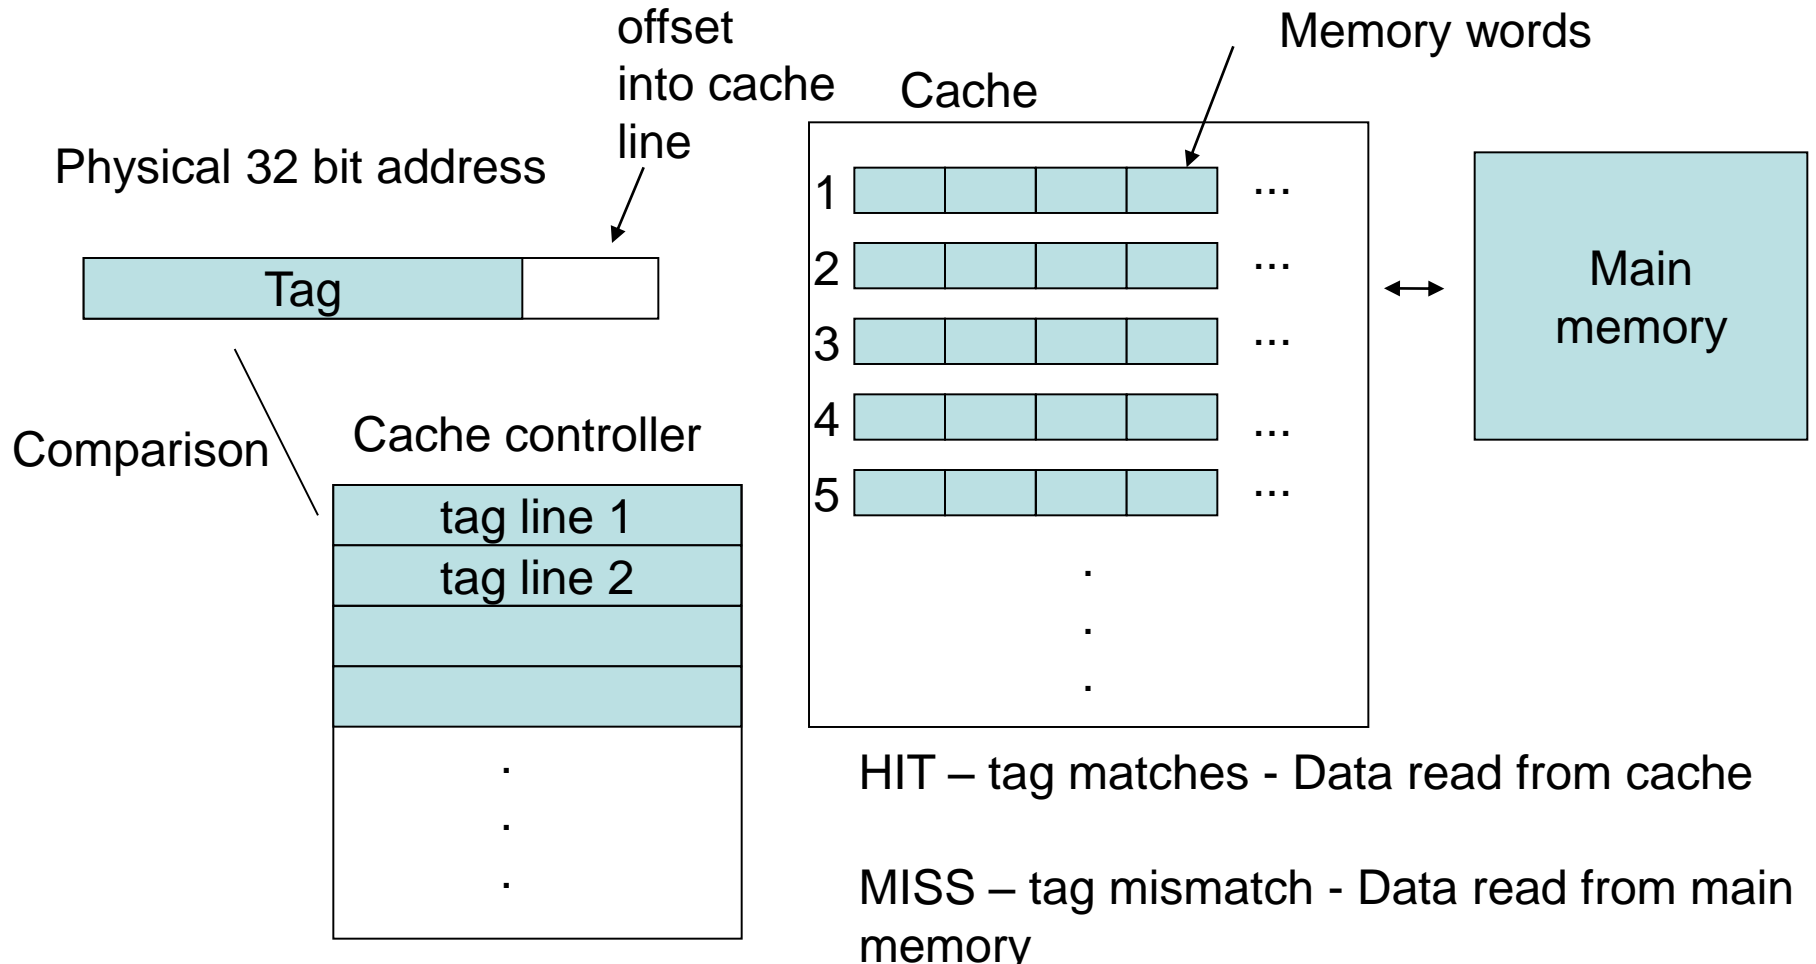 offset
into cache
line
Memory words
Cache
Physical 32 bit address
Tag
1
...
2
...
3
...
4
...
5
...
.
.
.
Main
memory
Comparison
Cache controller
tag line 1
tag line 2
.
.
.
HIT – tag matches - Data read from cache
MISS – tag mismatch - Data read from main
memory